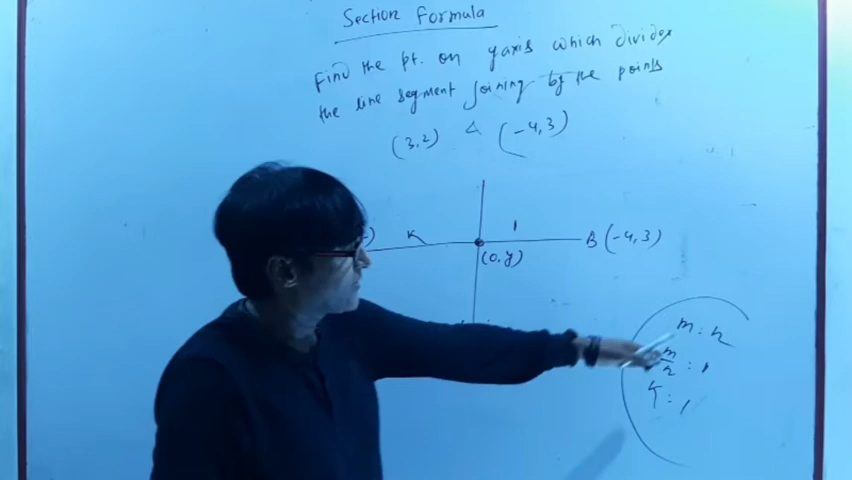 Section Formula
Find the pt. on yaxis which divides
the line segment joining by the points
(3,2) & (-4,3)
K 1
B (-4,3)
(0,y)
m : n
m/n : 1
K : 1